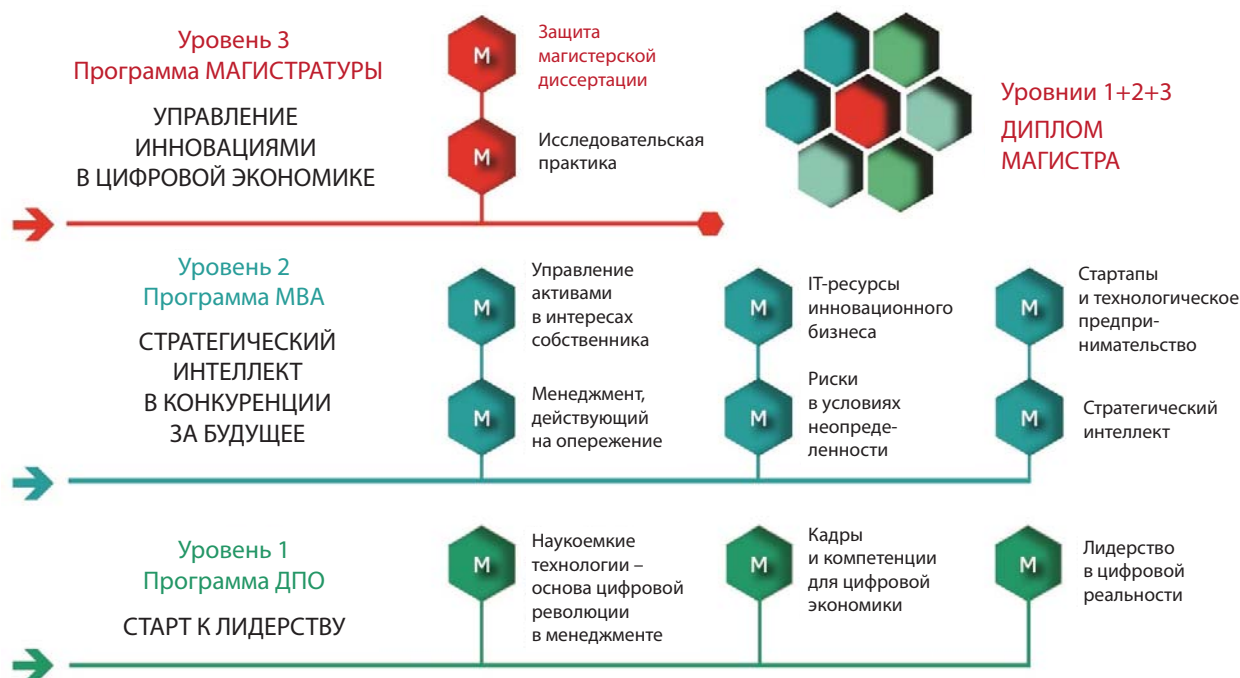 Уровень 3
Программа МАГИСТРАТУРЫ
УПРАВЛЕНИЕ
ИННОВАЦИЯМИ
В ЦИФРОВОЙ ЭКОНОМИКЕ
М
Защита
магистерской
диссертации
М
Исследовательская
практика
Уровнии 1+2+3
ДИПЛОМ
МАГИСТРА
Уровень 2
Программа МВА
СТРАТЕГИЧЕСКИЙ
ИНТЕЛЛЕКТ
В КОНКУРЕНЦИИ
ЗА БУДУЩЕЕ
М
Управление
активами
в интересах
собственника
М
IT-ресурсы
инновационного
бизнеса
М
Стартапы
и технологическое
предпри-
нимательство
М
Менеджмент,
действующий
на опережение
М
Риски
в условиях
неопреде-
ленности
М
Стратегический
интеллект
Уровень 1
Программа ДПО
СТАРТ К ЛИДЕРСТВУ
М
Наукоемкие
технологии –
основа цифровой
революции
в менеджменте
М
Кадры
и компетенции
для цифровой
экономики
М
Лидерство
в цифровой
реальности